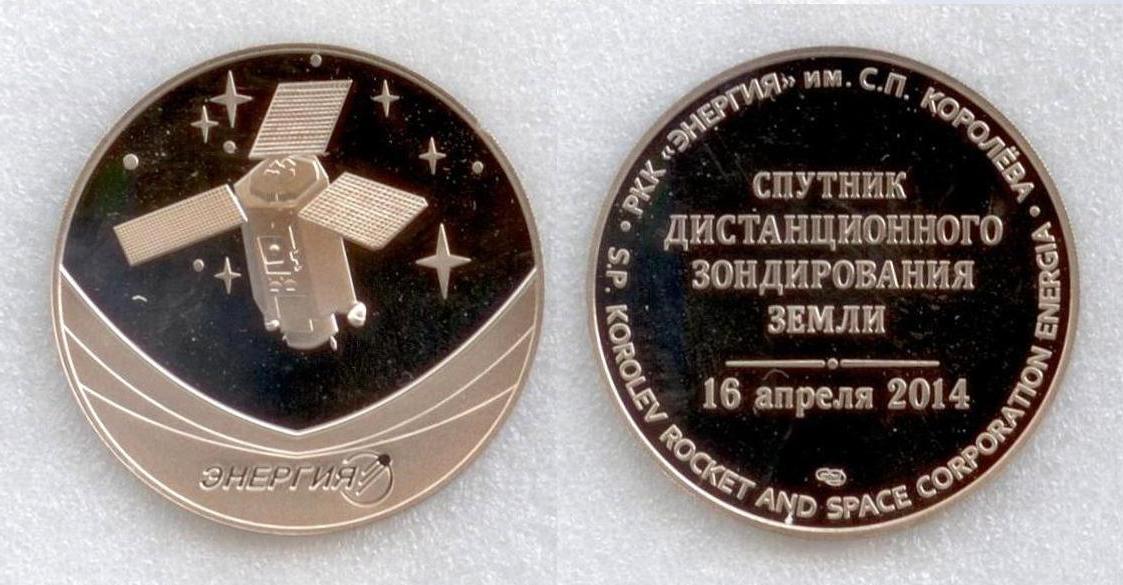 ЭНЕРГИЯ
РКК «ЭНЕРГИЯ» им. С.П. КОРОЛЁВА
СПУТНИК
ДИСТАНЦИОННОГО
ЗОНДИРОВАНИЯ
ЗЕМЛИ
16 апреля 2014
S.P. KOROLEV ROCKET AND SPACE CORPORATION ENERGIA